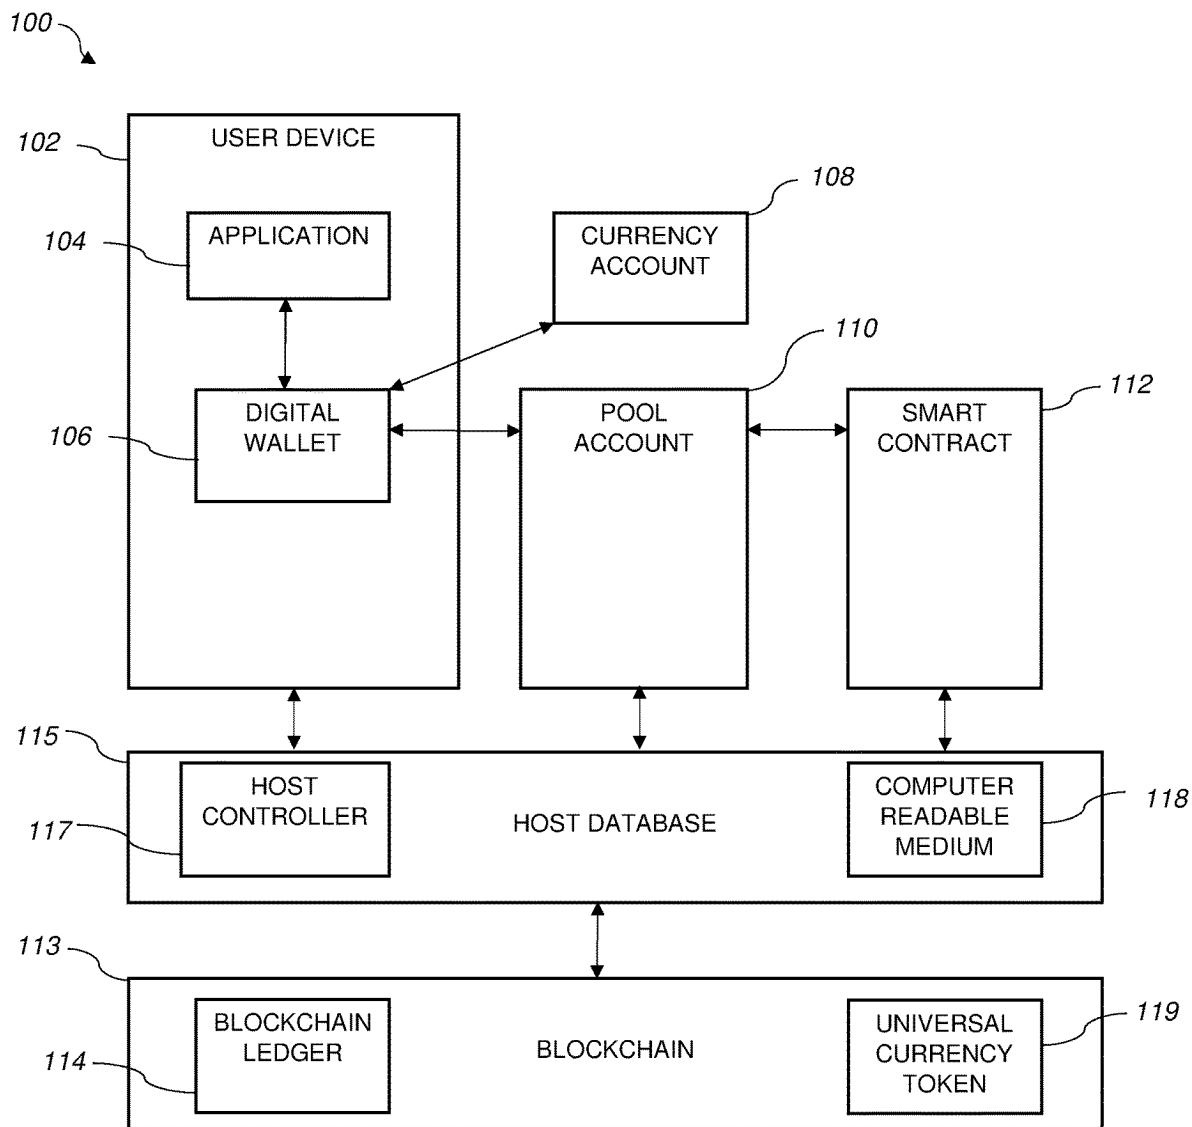 100
102
USER DEVICE
108
104
APPLICATION
CURRENCY
ACCOUNT
110
112
106
DIGITAL
WALLET
POOL
ACCOUNT
SMART
CONTRACT
115
HOST
CONTROLLER
117
HOST DATABASE
COMPUTER
READABLE
MEDIUM
118
113
BLOCKCHAIN
LEDGER
114
BLOCKCHAIN
UNIVERSAL
CURRENCY
TOKEN
119